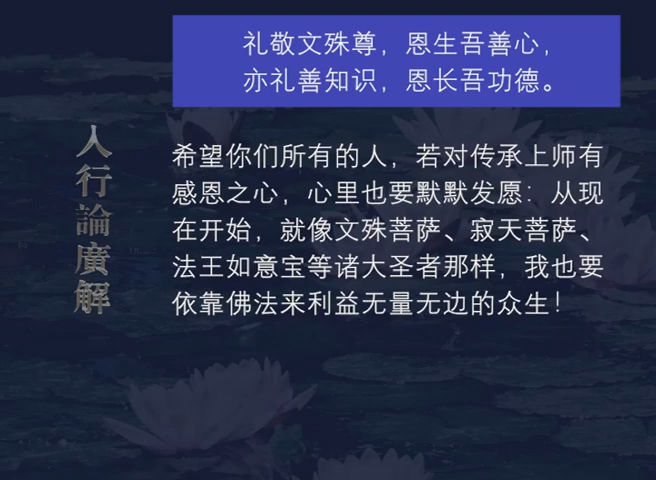 礼敬文殊尊，恩生吾善心，
亦礼善知识，恩长吾功德。
入行論廣解
希望你们所有的人，若对传承上师有
感恩之心，心里也要默默发愿：从现
在开始，就像文殊菩萨、寂天菩萨、
法王如意宝等诸大圣者那样，我也要
依靠佛法来利益无量无边的众生！